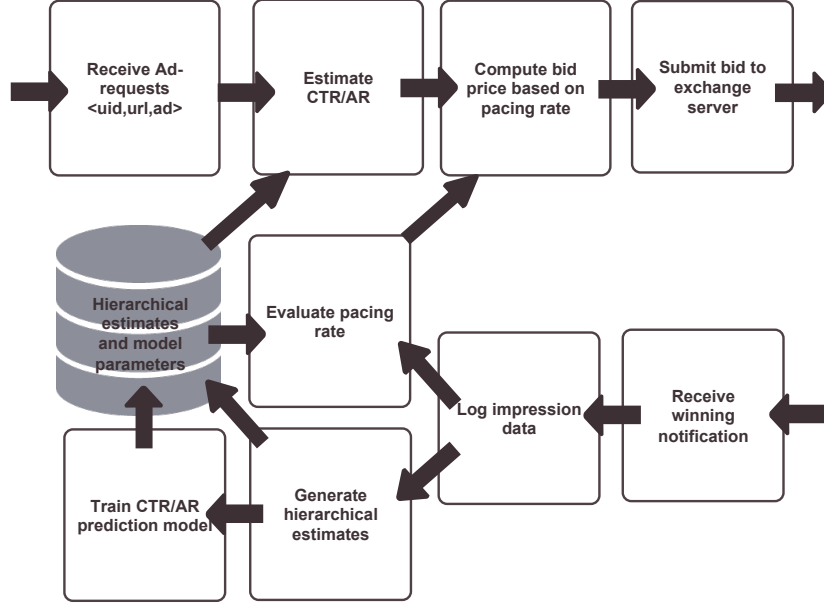 Receive Ad-
requests
<uid,url,ad>
Estimate
CTR/AR
Compute bid
price based on
pacing rate
Submit bid to
exchange
server
Hierarchical
estimates
and model
parameters
Evaluate pacing
rate
Log impression
data
Receive
winning
notification
Train CTR/AR
prediction model
Generate
hierarchical
estimates